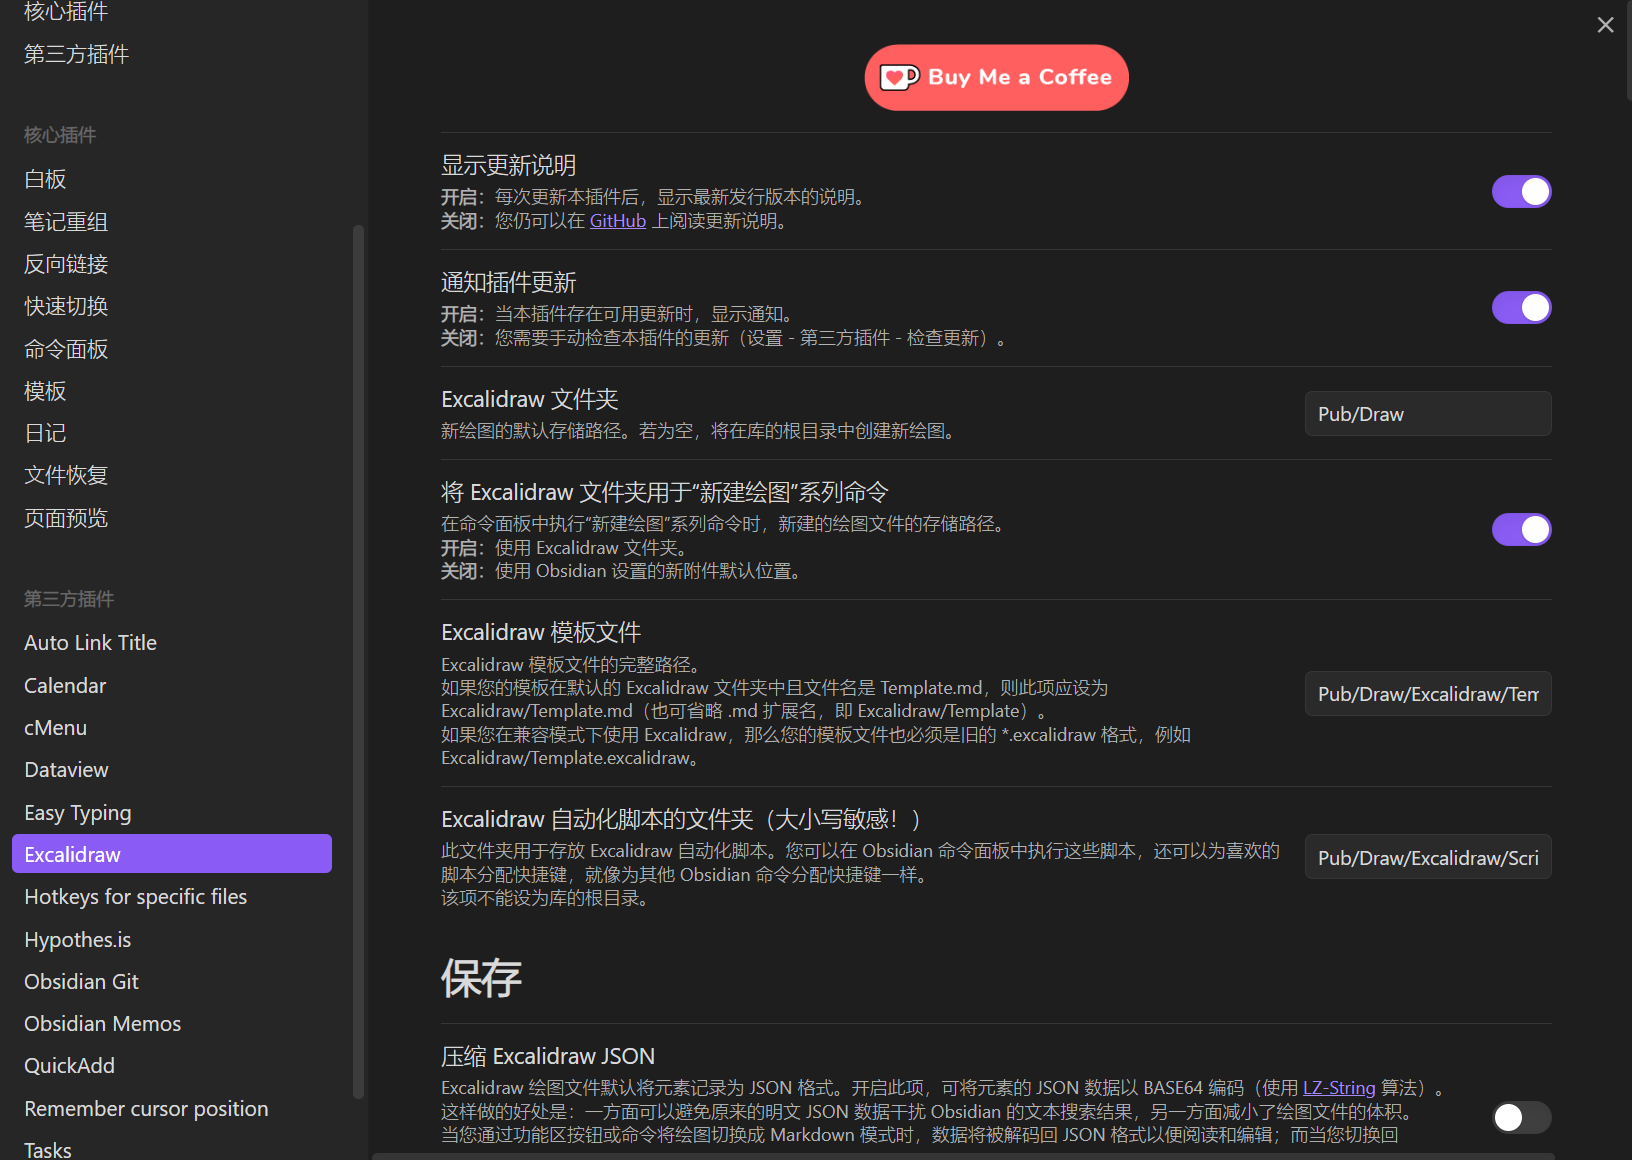 核心插件
第三方插件
核心插件
白板
笔记重组
反向链接
快速切换
命令面板
模板
日记
文件恢复
页面预览
第三方插件
Auto Link Title
Calendar
cMenu
Dataview
Easy Typing
Excalidraw
Hotkeys for specific files
Hypothes.is
Obsidian Git
Obsidian Memos
QuickAdd
Remember cursor position
Tasks
Buy Me a Coffee
显示更新说明
开启：每次更新本插件后，显示最新发行版本的说明。
关闭：您仍可以在 GitHub 上阅读更新说明。
通知插件更新
开启：当本插件存在可用更新时，显示通知。
关闭：您需要手动检查本插件的更新（设置 - 第三方插件 - 检查更新）。
Excalidraw 文件夹
新绘图的默认存储路径。若为空，将在库的根目录中创建新绘图。
Pub/Draw
将 Excalidraw 文件夹用于“新建绘图”系列命令
在命令面板中执行“新建绘图”系列命令时，新建的绘图文件的存储路径。
开启：使用 Excalidraw 文件夹。
关闭：使用 Obsidian 设置的新附件默认位置。
Excalidraw 模板文件
Excalidraw 模板文件的完整路径。
如果您的模板在默认的 Excalidraw 文件夹中且文件名是 Template.md，则此项应设为
Excalidraw/Template.md（也可省略 .md 扩展名，即 Excalidraw/Template）。
如果您在兼容模式下使用 Excalidraw，那么您的模板文件也必须是旧的 *.excalidraw 格式，例如
Excalidraw/Template.excalidraw。
Pub/Draw/Excalidraw/Tem
Excalidraw 自动化脚本的文件夹（大小写敏感！）
此文件夹用于存放 Excalidraw 自动化脚本。您可以在 Obsidian 命令面板中执行这些脚本，还可以为喜欢的
脚本分配快捷键，就像为其他 Obsidian 命令分配快捷键一样。
该项不能设为库的根目录。
Pub/Draw/Excalidraw/Scri
保存
压缩 Excalidraw JSON
Excalidraw 绘图文件默认将元素记录为 JSON 格式。开启此项，可将元素的 JSON 数据以 BASE64 编码（使用 LZ-String 算法）。
这样做的好处是：一方面可以避免原来的明文 JSON 数据干扰 Obsidian 的文本搜索结果，另一方面减小了绘图文件的体积。
当您通过功能区按钮或命令将绘图切换成 Markdown 模式时，数据将被解码回 JSON 格式以便阅读和编辑；而当您切换回